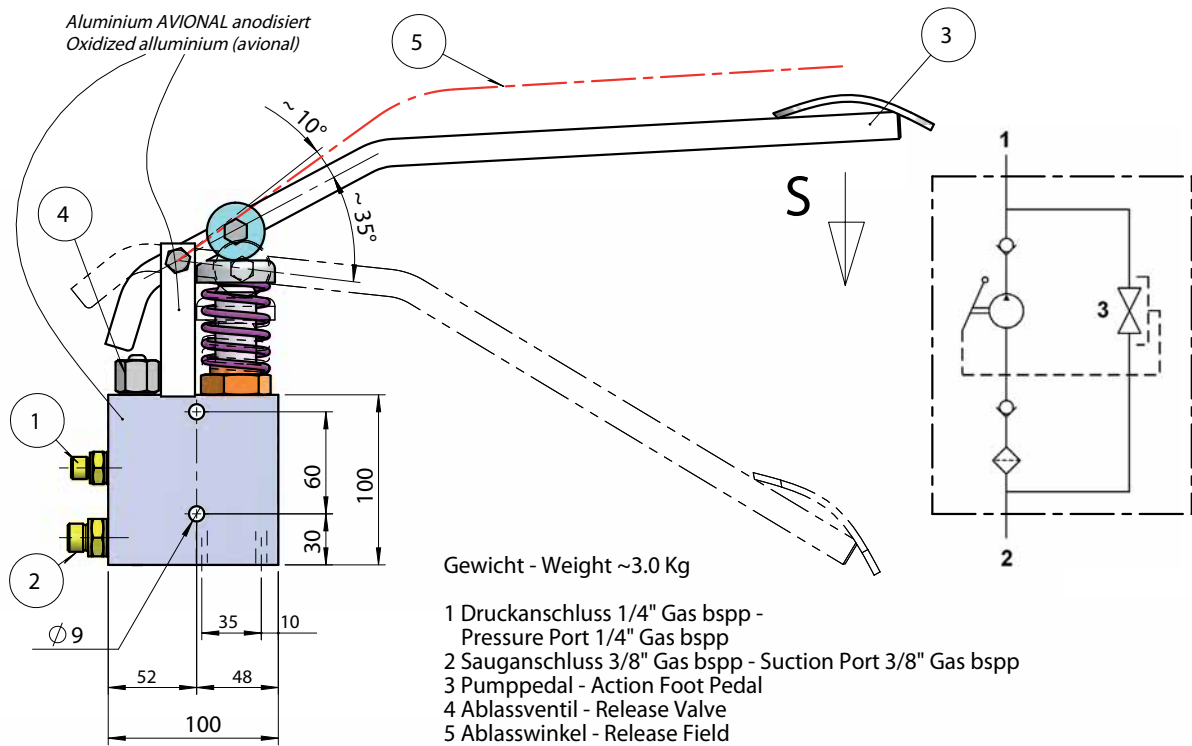 Aluminium AVIONAL anodisiert
Oxidized alluminium (avional)
5
3
~ 10°
1
4
S
~ 35°
3
1
60
100
30
2
2
Gewicht - Weight ~3.0 Kg
35
10
1 Druckanschluss 1/4" Gas bspp -
Pressure Port 1/4" Gas bspp
∅ 9
52
48
2 Sauganschluss 3/8" Gas bspp - Suction Port 3/8" Gas bspp
3 Pumppedal - Action Foot Pedal
4 Ablassventil - Release Valve
100
5 Ablasswinkel - Release Field